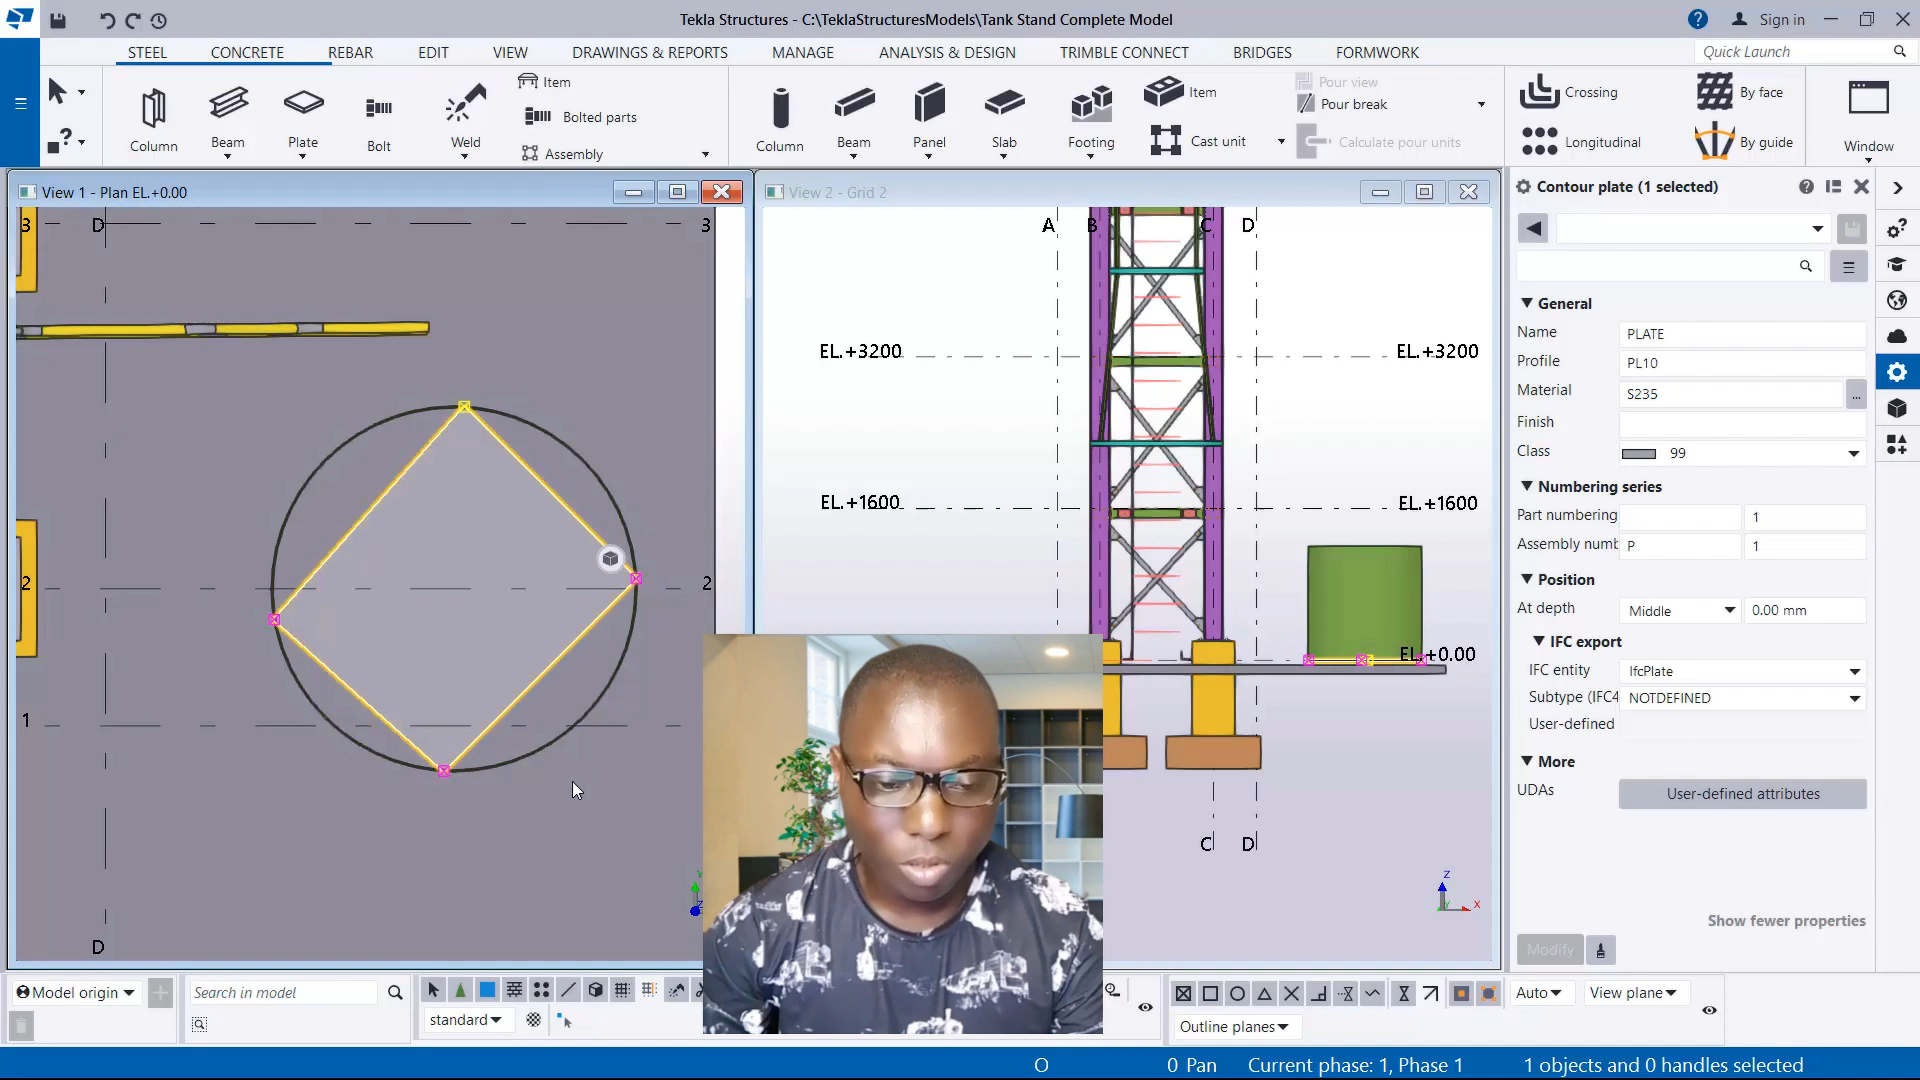 Tekla Structures - C:\TeklaStructuresModels\Tank Stand Complete Model
Sign in
STEEL CONCRETE REBAR EDIT VIEW DRAWINGS & REPORTS MANAGE ANALYSIS & DESIGN TRIMBLE CONNECT BRIDGES FORMWORK
Quick Launch
Column Beam Plate Bolt Weld
Item
Bolted parts
Assembly
Column Beam Panel Slab Footing
Item
Cast unit
Pour view
Pour break
Calculate pour units
Crossing
Longitudinal
By face
By guide
Window
View 1 - Plan EL.+0.00
3 D 3
2 2
1
D
View 2 - Grid 2
A B C D
EL.+3200 EL.+3200
EL.+1600 EL.+1600
EL.+0.00
C D
Z
X
Contour plate (1 selected)
General
Name PLATE
Profile PL10
Material S235 ...
Finish
Class 99
Numbering series
Part numbering 1
Assembly numb P 1
Position
At depth Middle 0.00 mm
IFC export
IFC entity IfcPlate
Subtype (IFC4 NOTDEFINED
User-defined
More
UDAs User-defined attributes
Show fewer properties
Modify
Model origin
Search in model
standard
Auto
View plane
Outline planes
O 0 Pan Current phase: 1, Phase 1 1 objects and 0 handles selected